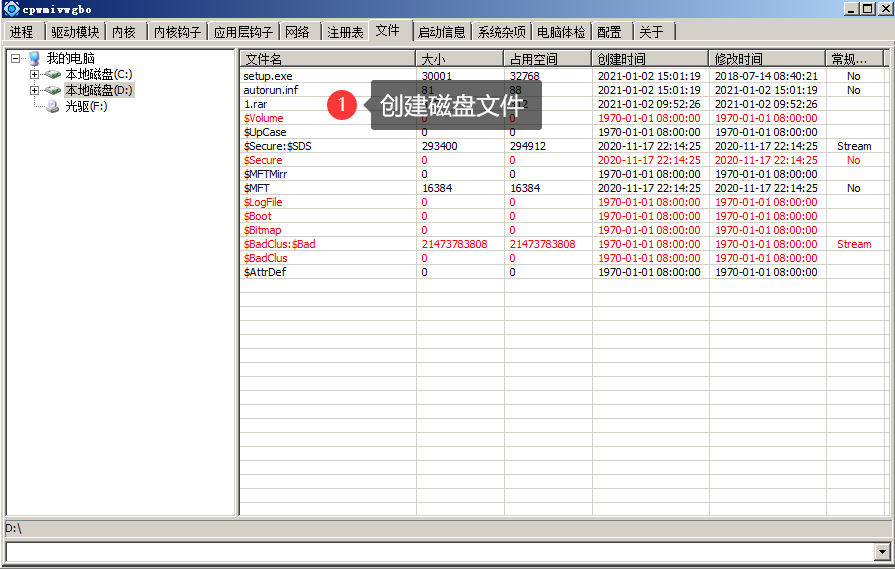 cpwmivwgbo
进程 驱动模块 内核 内核钩子 应用层钩子 网络 注册表 文件 启动信息 系统杂项 电脑体检 配置 关于
我的电脑
本地磁盘(C:)
本地磁盘(D:)
光驱(F:)
文件名 大小 占用空间 创建时间 修改时间 常规...
setup.exe 30001 32768 2021-01-02 15:01:19 2018-07-14 08:40:21 No
autorun.inf 81 88 2021-01-02 15:01:19 2021-01-02 15:01:19 No
1.rar 2021-01-02 09:52:26 2021-01-02 09:52:26
1 创建磁盘文件
$Volume 0 0 1970-01-01 08:00:00 1970-01-01 08:00:00
$UpCase 0 0 1970-01-01 08:00:00 1970-01-01 08:00:00
$Secure:$SDS 293400 294912 2020-11-17 22:14:25 2020-11-17 22:14:25 Stream
$Secure 0 0 2020-11-17 22:14:25 2020-11-17 22:14:25 No
$MFTMirr 0 0 1970-01-01 08:00:00 1970-01-01 08:00:00
$MFT 16384 16384 2020-11-17 22:14:25 2020-11-17 22:14:25 No
$LogFile 0 0 1970-01-01 08:00:00 1970-01-01 08:00:00
$Boot 0 0 1970-01-01 08:00:00 1970-01-01 08:00:00
$Bitmap 0 0 1970-01-01 08:00:00 1970-01-01 08:00:00
$BadClus:$Bad 21473783808 21473783808 1970-01-01 08:00:00 1970-01-01 08:00:00 Stream
$BadClus 0 0 1970-01-01 08:00:00 1970-01-01 08:00:00
$AttrDef 0 0 1970-01-01 08:00:00 1970-01-01 08:00:00
D:\